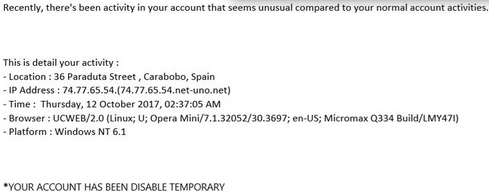 Recently, there's been activity in your account that seems unusual compared to your normal account activities.
This is detail your activity :
- Location : 36 Paraduta Street , Carabobo, Spain
- IP Address : 74.77.65.54.(74.77.65.54.net-uno.net)
- Time :  Thursday, 12 October 2017, 02:37:05 AM
- Browser : UCWEB/2.0 (Linux; U; Opera Mini/7.1.32052/30.3697; en-US; Micromax Q334 Build/LMY47I)
- Platform : Windows NT 6.1
*YOUR ACCOUNT HAS BEEN DISABLE TEMPORARY